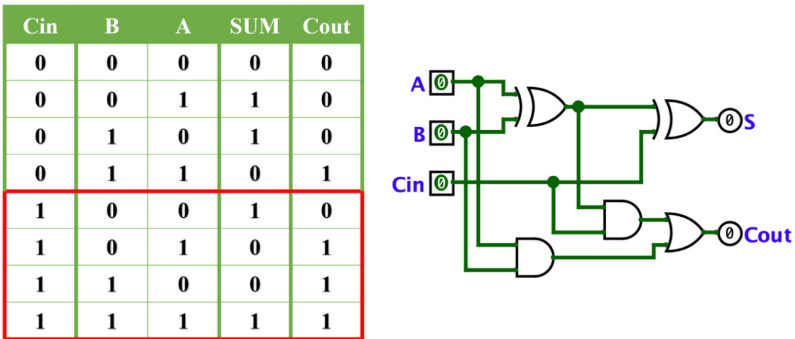 Cin B A SUM Cout
0 0 0 0 0
0 0 1 1 0
0 1 0 1 0
0 1 1 0 1
1 0 0 1 0
1 0 1 0 1
1 1 0 0 1
1 1 1 1 1
A 0
B 0
Cin 0
0 S
0 Cout